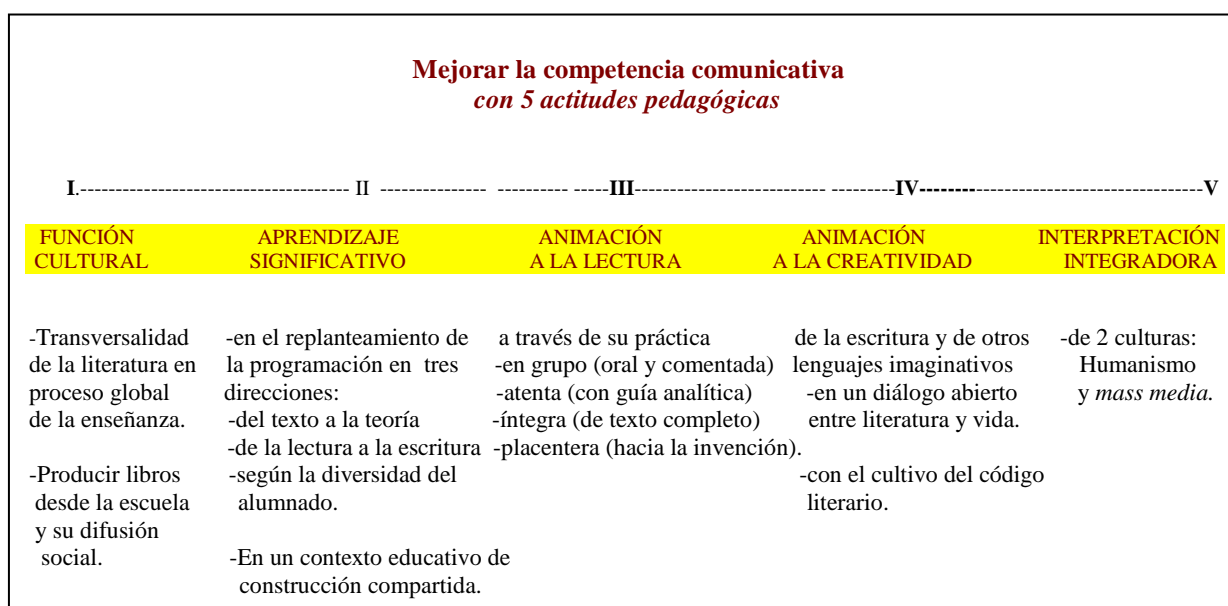 Mejorar la competencia comunicativa
con 5 actitudes pedagógicas
I.-------------------------------------- II --------------- ---------- -----III--------------------------- ---------IV----------------------------------------V
FUNCIÓN
CULTURAL
APRENDIZAJE
SIGNIFICATIVO
ANIMACIÓN
A LA LECTURA
ANIMACIÓN
A LA CREATIVIDAD
INTERPRETACIÓN
INTEGRADORA
-Transversalidad
de la literatura en
proceso global
de la enseñanza.
-Producir libros
desde la escuela
y su difusión
social.
-en el replanteamiento de
la programación en tres
direcciones:
-del texto a la teoría
-de la lectura a la escritura
-según la diversidad del
alumnado.
-En un contexto educativo de
construcción compartida.
a través de su práctica
-en grupo (oral y comentada)
-atenta (con guía analítica)
-íntegra (de texto completo)
-placentera (hacia la invención).
de la escritura y de otros
lenguajes imaginativos
-en un diálogo abierto
entre literatura y vida.
-con el cultivo del código
literario.
-de 2 culturas:
Humanismo
y mass media.